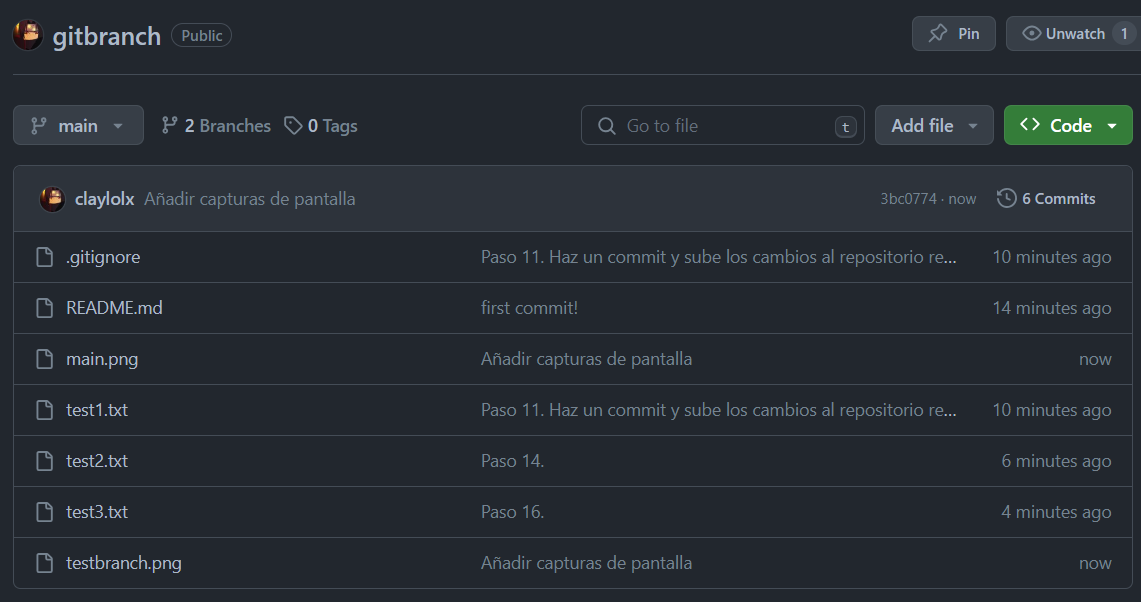 gitbranch Public Pin Unwatch 1
main 2 Branches 0 Tags Go to file t Add file Code
claylolx Añadir capturas de pantalla 3bc0774 · now 6 Commits
.gitignore Paso 11. Haz un commit y sube los cambios al repositorio re... 10 minutes ago
README.md first commit! 14 minutes ago
main.png Añadir capturas de pantalla now
test1.txt Paso 11. Haz un commit y sube los cambios al repositorio re... 10 minutes ago
test2.txt Paso 14. 6 minutes ago
test3.txt Paso 16. 4 minutes ago
testbranch.png Añadir capturas de pantalla now